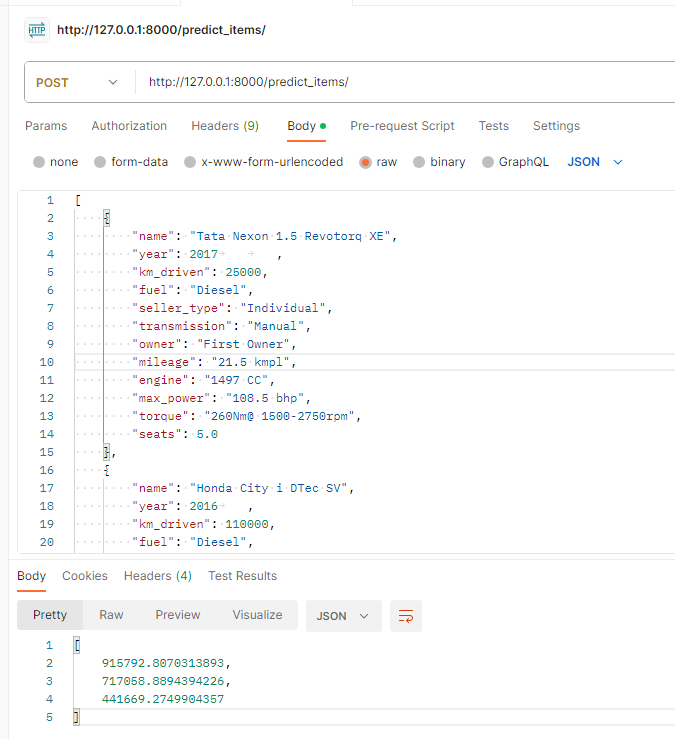 HTTP http://127.0.0.1:8000/predict_items/
POST http://127.0.0.1:8000/predict_items/
Params Authorization Headers (9) Body Pre-request Script Tests Settings
none form-data x-www-form-urlencoded raw binary GraphQL JSON
1 [
2 {
3 "name": "Tata Nexon 1.5 Revotorq XE",
4 "year": 2017 ,
5 "km_driven": 25000,
6 "fuel": "Diesel",
7 "seller_type": "Individual",
8 "transmission": "Manual",
9 "owner": "First Owner",
10 "mileage": "21.5 kmpl",
11 "engine": "1497 CC",
12 "max_power": "108.5 bhp",
13 "torque": "260Nm@ 1500-2750rpm",
14 "seats": 5.0
15 },
16 {
17 "name": "Honda City i DTec SV",
18 "year": 2016 ,
19 "km_driven": 110000,
20 "fuel": "Diesel",
Body Cookies Headers (4) Test Results
Pretty Raw Preview Visualize JSON
1 [
2 915792.8070313893,
3 717058.8894394226,
4 441669.2749904357
5 ]